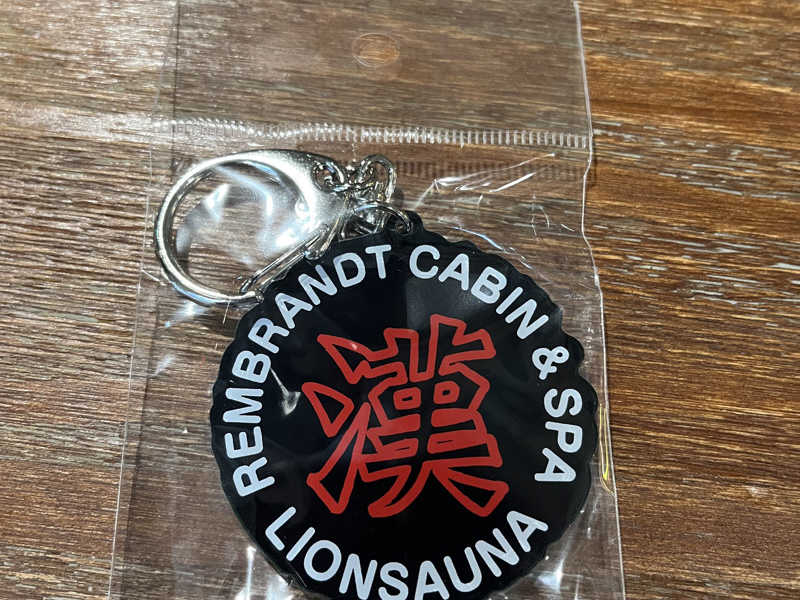 REMBRANDT CABIN & SPA
漢
LIONSAUNA